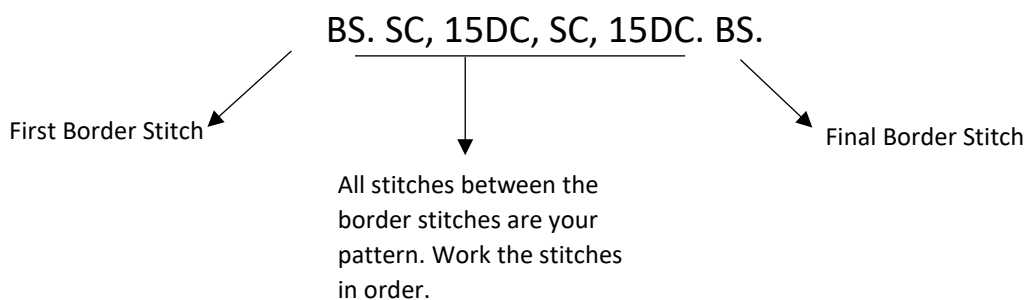 BS. SC, 15DC, SC, 15DC. BS.
First Border Stitch
Final Border Stitch
All stitches between the
border stitches are your
pattern. Work the stitches
in order.